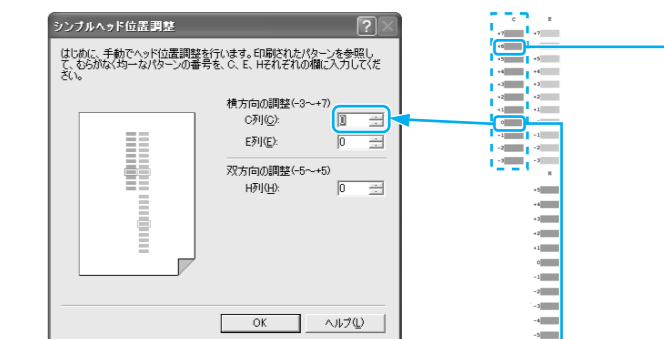 シンプルヘッド位置調整
はじめに、手動でヘッド位置調整を行います。印刷されたパターンを参照し
て、むらがなく均一なパターンの番号を、C、E、Hそれぞれの欄に入力してくだ
さい。
横方向の調整(-3～+7)
C列(C):
E列(E): 0
双方向の調整(-5～+5)
H列(H): 0
OK ヘルプ(L)
C E
+7 +7
+6
+5 +5
+4 +4
+3 +3
+2 +2
+1 +1
0
-1 -1
-2 -2
-3 -3
H
+5
+4
+3
+2
+1
0
-1
-2
-3
-4
-5